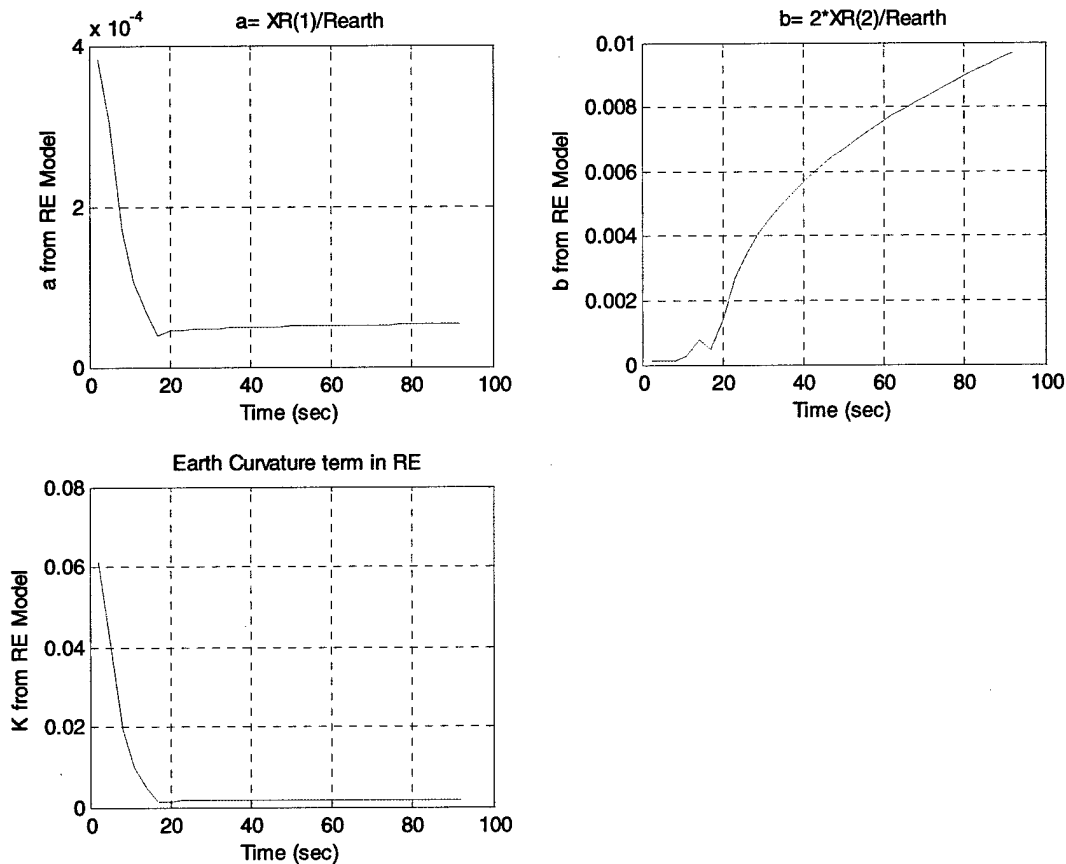 a= XR(1)/Rearth
x 10^-4
4
2
0
a from RE Model
0 20 40 60 80 100
Time (sec)
b= 2*XR(2)/Rearth
0.01
0.008
0.006
0.004
0.002
0
b from RE Model
0 20 40 60 80 100
Time (sec)
Earth Curvature term in RE
0.08
0.06
0.04
0.02
0
K from RE Model
0 20 40 60 80 100
Time (sec)